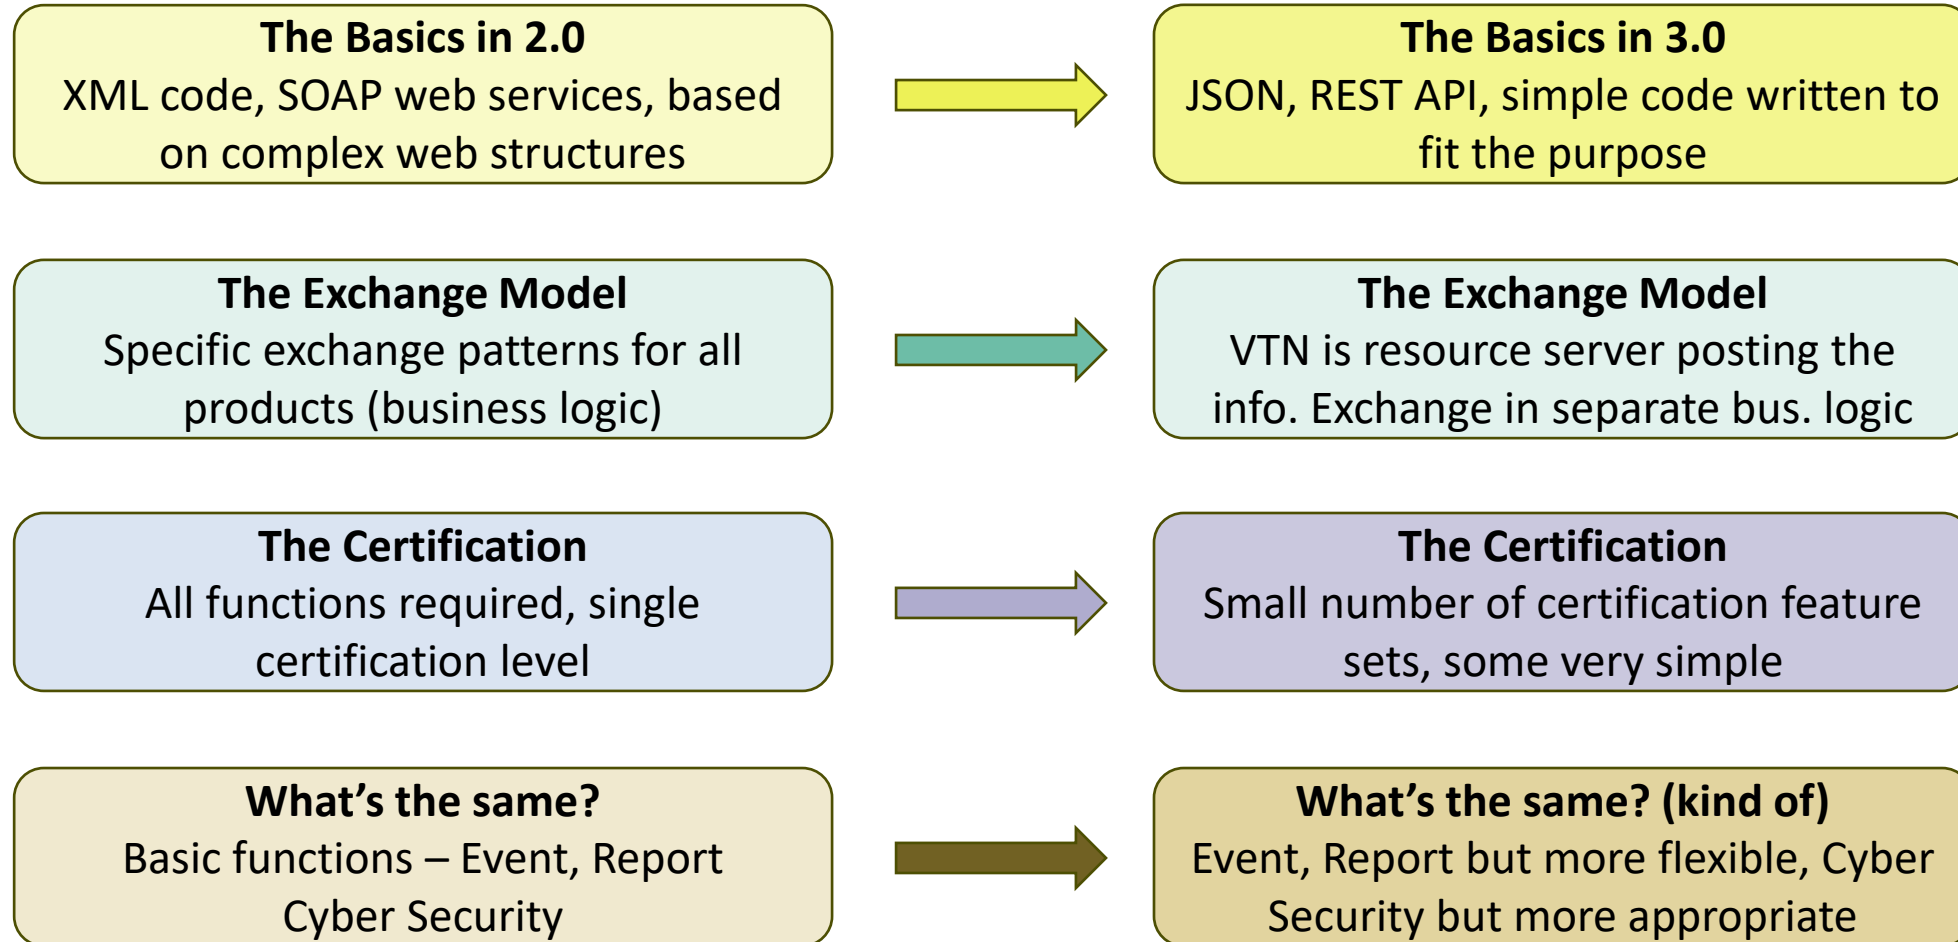 The Basics in 2.0
XML code, SOAP web services, based
on complex web structures
The Basics in 3.0
JSON, REST API, simple code written to
fit the purpose
The Exchange Model
Specific exchange patterns for all
products (business logic)
The Exchange Model
VTN is resource server posting the
info. Exchange in separate bus. logic
The Certification
All functions required, single
certification level
The Certification
Small number of certification feature
sets, some very simple
What’s the same?
Basic functions – Event, Report
Cyber Security
What’s the same? (kind of)
Event, Report but more flexible, Cyber
Security but more appropriate